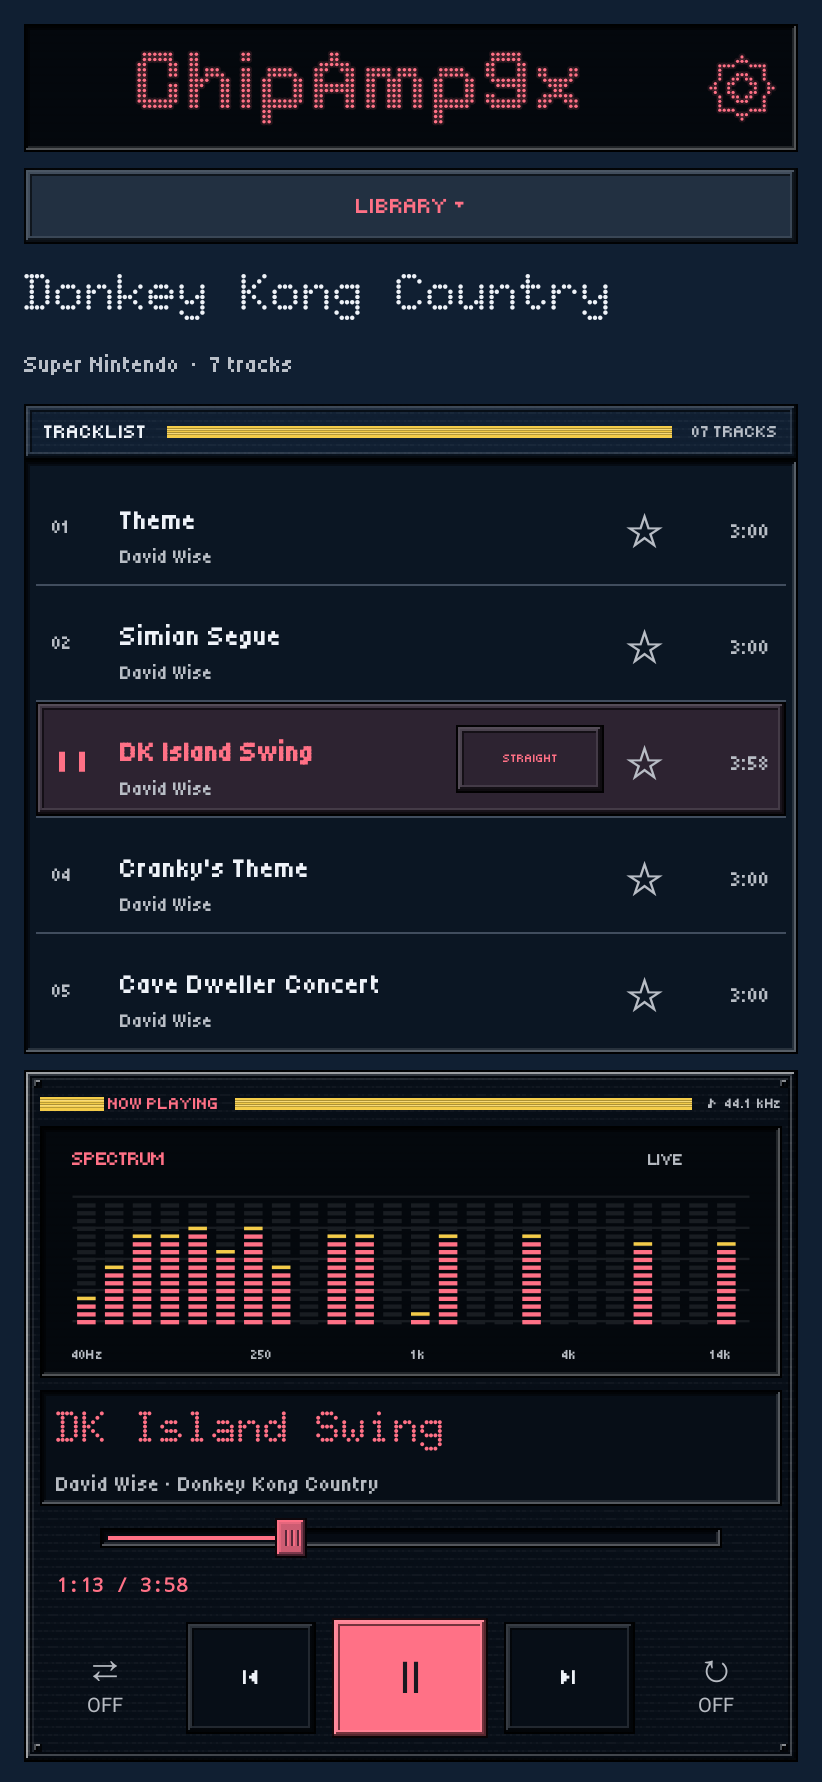 ChipAmp9x
LIBRARY ▾
Donkey Kong Country
Super Nintendo · 7 tracks
TRACKLIST 07 TRACKS
01 Theme 3:00
David Wise
02 Simian Segue 3:00
David Wise
DK Island Swing STRAIGHT 3:58
David Wise
04 Cranky's Theme 3:00
David Wise
05 Cave Dweller Concert 3:00
David Wise
NOW PLAYING ♪ 44.1 kHz
SPECTRUM LIVE
40Hz 250 1k 4k 14k
DK Island Swing
David Wise · Donkey Kong Country
1:13 / 3:58
OFF OFF